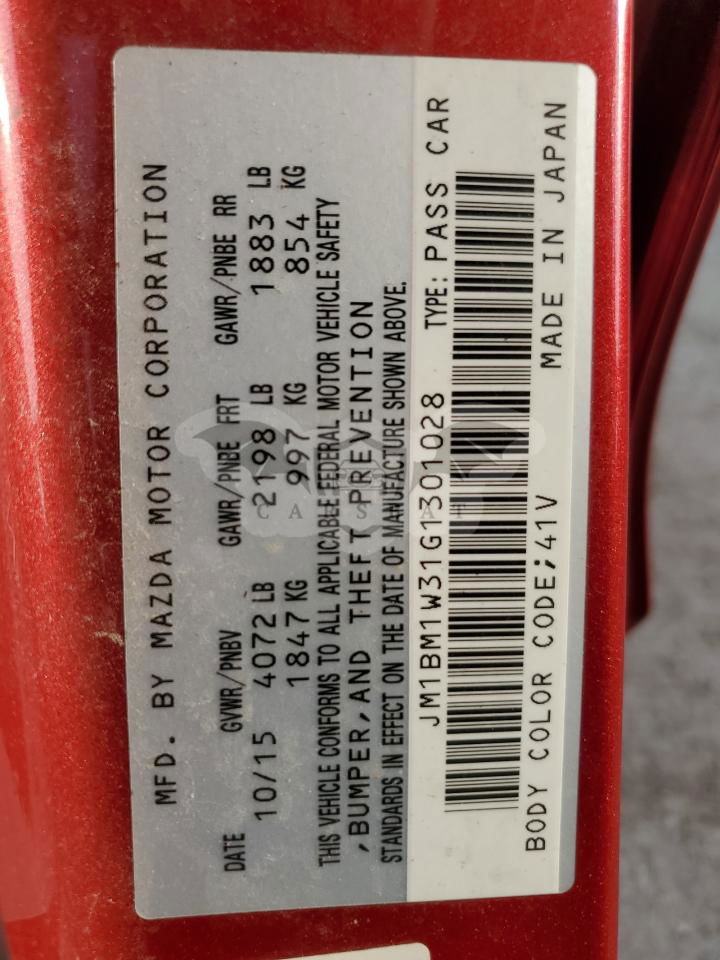 MFD. BY MAZDA MOTOR CORPORATION
DATE GVWR/PNBV GAWR/PNBE FRT GAWR/PNBE RR
10/15 4072 LB 2198 LB 1883 LB
1847 KG 997 KG 854 KG
THIS VEHICLE CONFORMS TO ALL APPLICABLE FEDERAL MOTOR VEHICLE SAFETY
,BUMPER,AND THEFT PREVENTION
STANDARDS IN EFFECT ON THE DATE OF MANUFACTURE SHOWN ABOVE.
JM1BM1W31G1301028 TYPE: PASS CAR
BODY COLOR CODE;41V MADE IN JAPAN